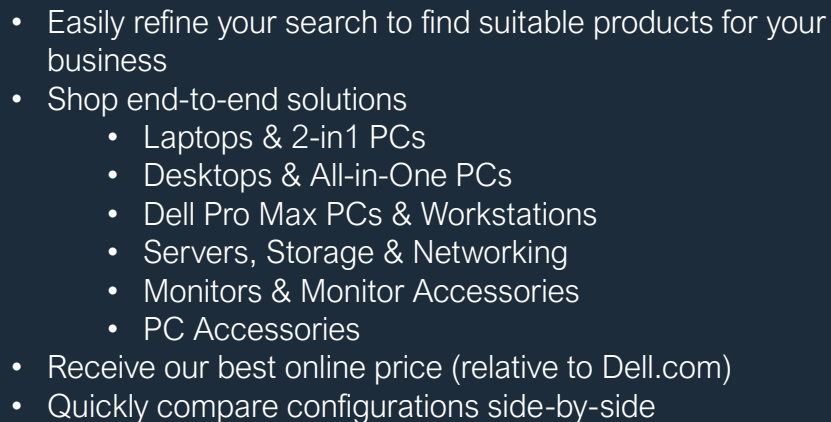 • Easily refine your search to find suitable products for your
business
• Shop end-to-end solutions
• Laptops & 2-in1 PCs
• Desktops & All-in-One PCs
• Dell Pro Max PCs & Workstations
• Servers, Storage & Networking
• Monitors & Monitor Accessories
• PC Accessories
• Receive our best online price (relative to Dell.com)
• Quickly compare configurations side-by-side